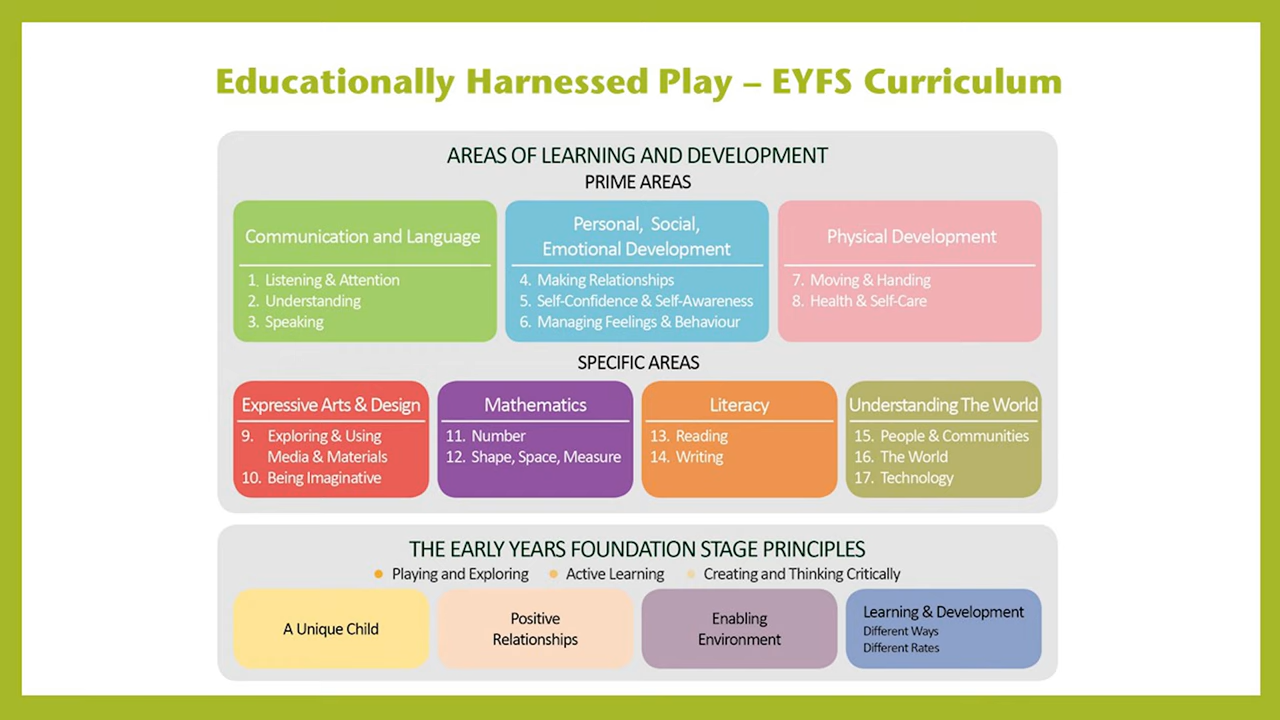 Educationally Harnessed Play – EYFS Curriculum
AREAS OF LEARNING AND DEVELOPMENT
PRIME AREAS
Communication and Language
1. Listening & Attention
2. Understanding
3. Speaking
Personal, Social,
Emotional Development
4. Making Relationships
5. Self-Confidence & Self-Awareness
6. Managing Feelings & Behaviour
Physical Development
7. Moving & Handing
8. Health & Self-Care
SPECIFIC AREAS
Expressive Arts & Design
9. Exploring & Using
Media & Materials
10. Being Imaginative
Mathematics
11. Number
12. Shape, Space, Measure
Literacy
13. Reading
14. Writing
Understanding The World
15. People & Communities
16. The World
17. Technology
THE EARLY YEARS FOUNDATION STAGE PRINCIPLES
Playing and Exploring
Active Learning
Creating and Thinking Critically
A Unique Child
Positive
Relationships
Enabling
Environment
Learning & Development
Different Ways
Different Rates